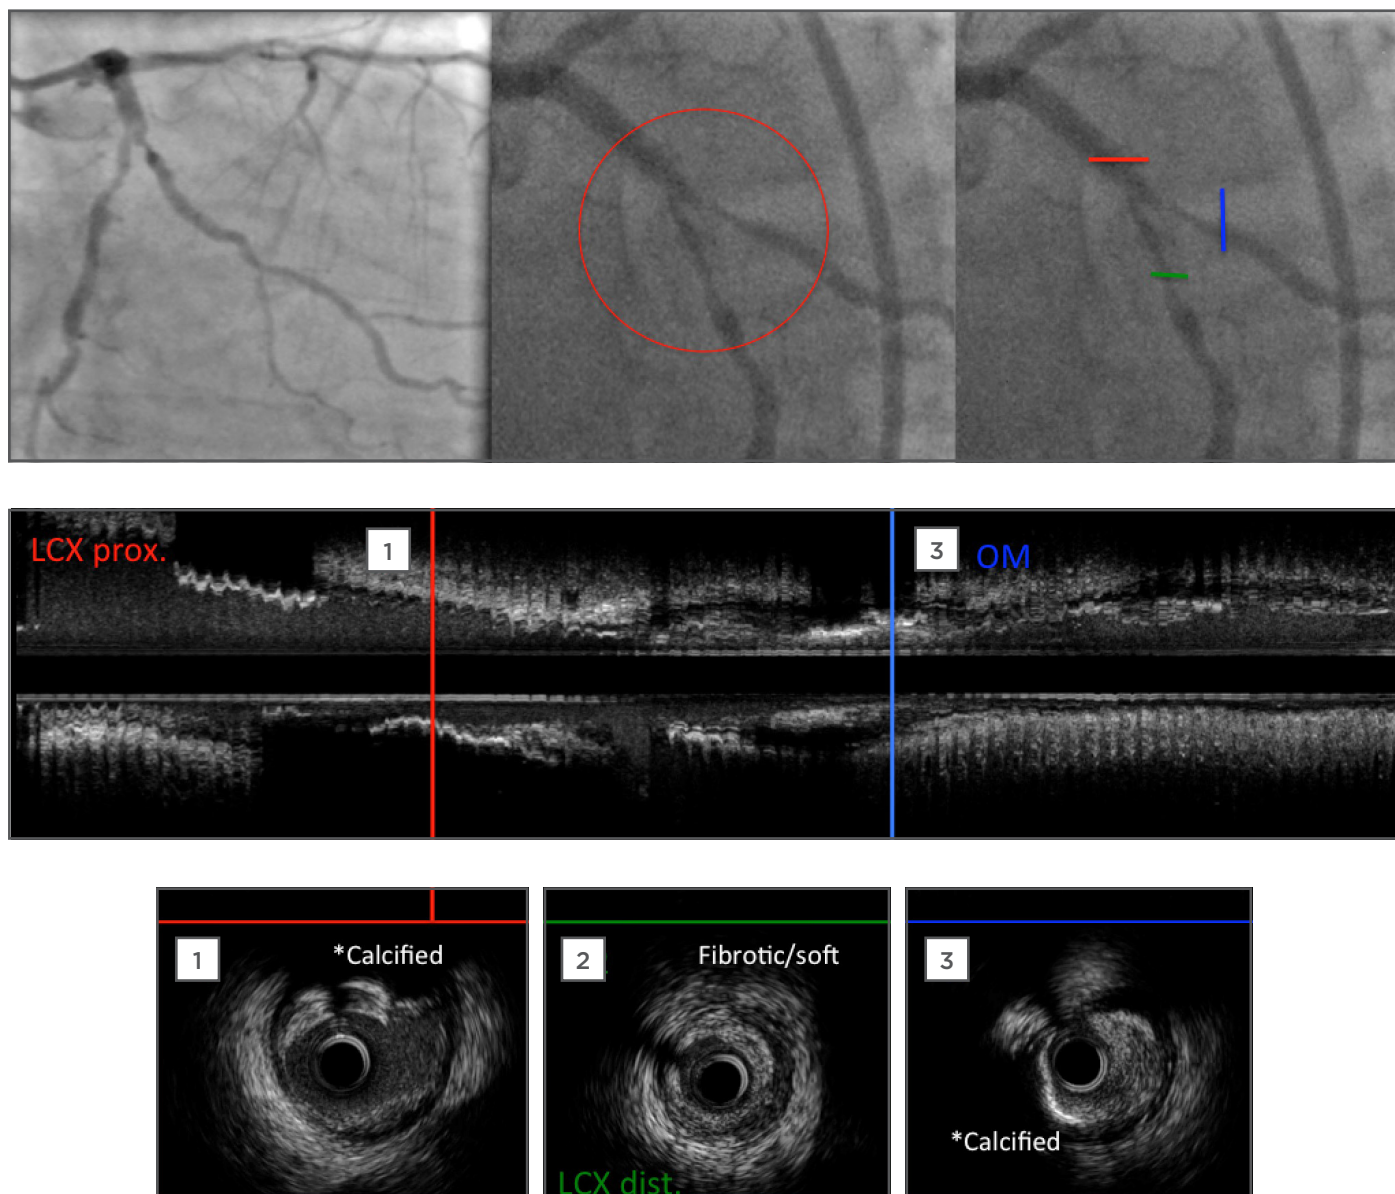 LCX prox.
1
3
OM
1
*Calcified
2
Fibrotic/soft
LCX dist.
3
*Calcified